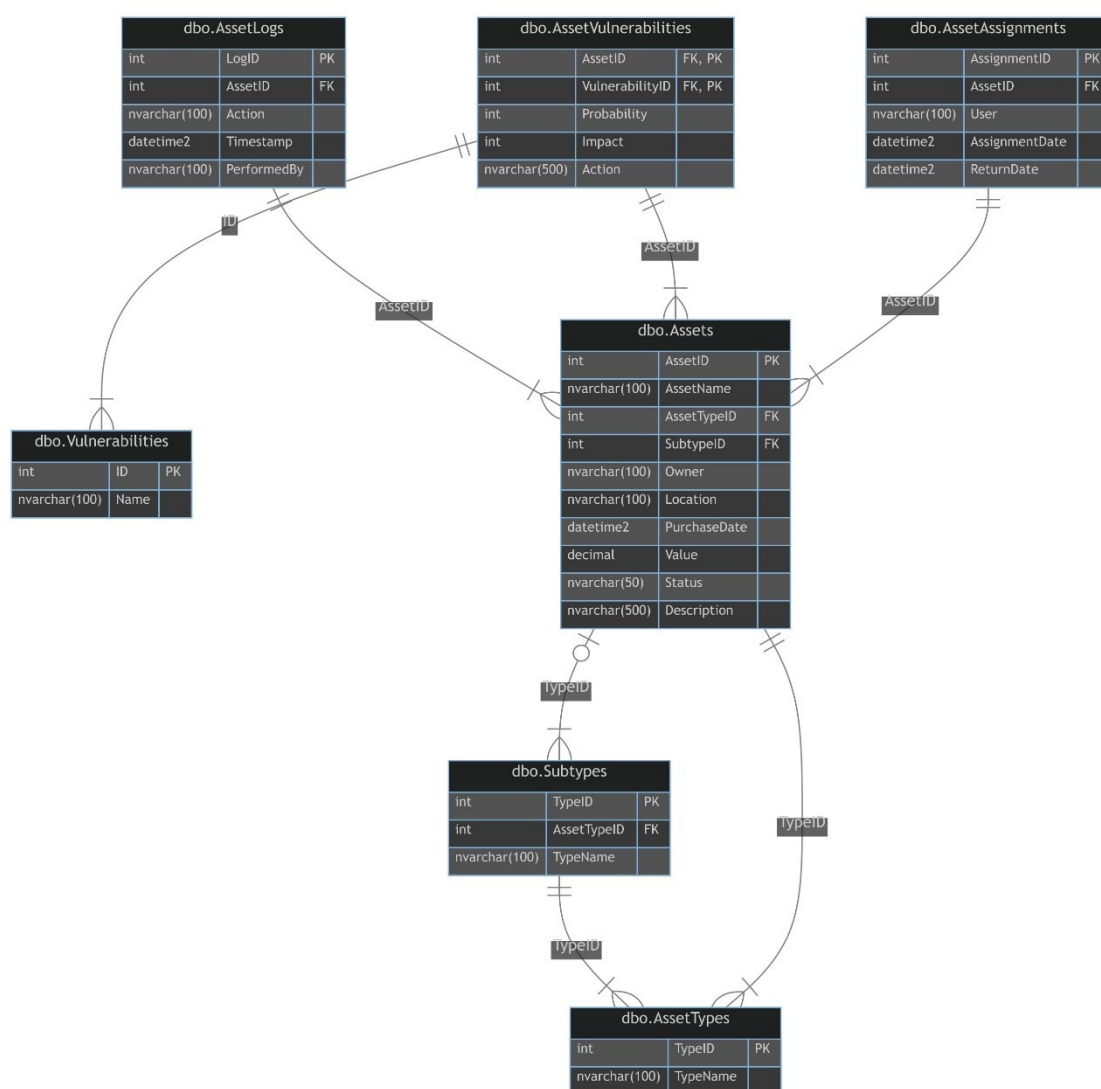 dbo.AssetLogs
int LogID PK
int AssetID FK
nvarchar(100) Action
datetime2 Timestamp
nvarchar(100) PerformedBy
dbo.AssetVulnerabilities
int AssetID FK, PK
int VulnerabilityID FK, PK
int Probability
int Impact
nvarchar(500) Action
dbo.AssetAssignments
int AssignmentID PK
int AssetID FK
nvarchar(100) User
datetime2 AssignmentDate
datetime2 ReturnDate
ID
AssetID
AssetID
AssetID
dbo.Vulnerabilities
int ID PK
nvarchar(100) Name
dbo.Assets
int AssetID PK
nvarchar(100) AssetName
int AssetTypeID FK
int SubtypeID FK
nvarchar(100) Owner
nvarchar(100) Location
datetime2 PurchaseDate
decimal Value
nvarchar(50) Status
nvarchar(500) Description
TypeID
dbo.Subtypes
int TypeID PK
int AssetTypeID FK
nvarchar(100) TypeName
TypeID
TypeID
dbo.AssetTypes
int TypeID PK
nvarchar(100) TypeName